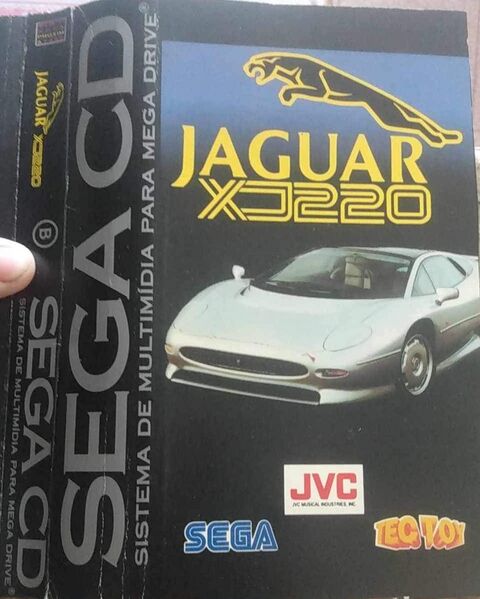 JAGUAR
XJ220
B
SEGA CD
SISTEMA DE MULTIMÍDIA PARA MEGA DRIVE®
SEGA CD
SISTEMA DE MULTIMÍDIA PARA MEGA DRIVE®
JAGUAR
XJ220
JVC
JVC MUSICAL INDUSTRIES, INC.
SEGA
TEC TOY